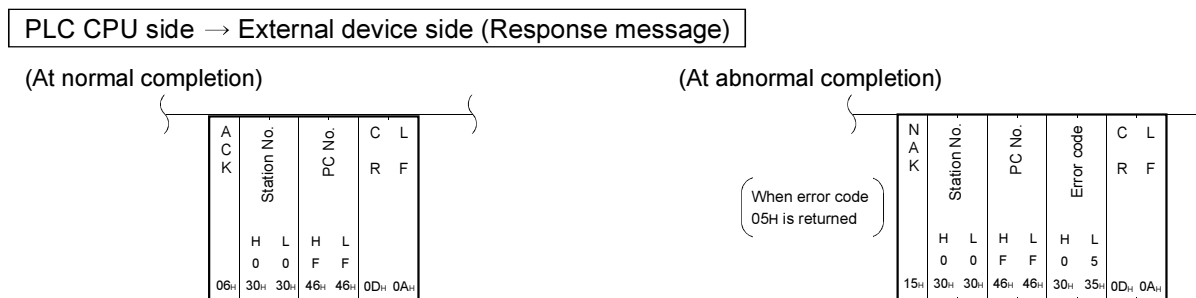 PLC CPU side → External device side (Response message)
(At normal completion)
(At abnormal completion)
ACK
Station No.
PC No.
C L
R F
H L H L
0 0 F F
06H 30H 30H 46H 46H 0DH 0AH
When error code
05H is returned
NAK
Station No.
PC No.
Error code
C L
R F
H L H L H L
0 0 F F 0 5
15H 30H 30H 46H 46H 30H 35H 0DH 0AH